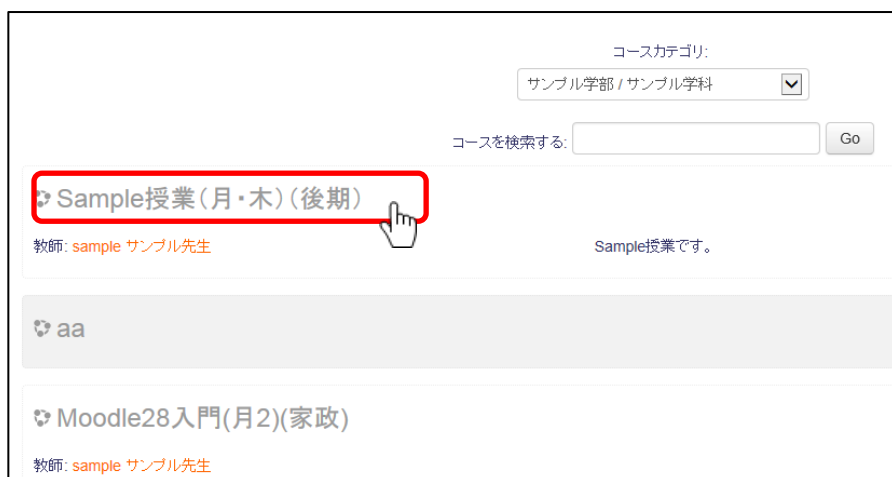 コースカテゴリ:
サンプル学部 / サンプル学科
コースを検索する: Go
Sample授業(月・木)(後期)
教師: sample サンプル先生
Sample授業です。
aa
Moodle28入門(月2)(家政)
教師: sample サンプル先生